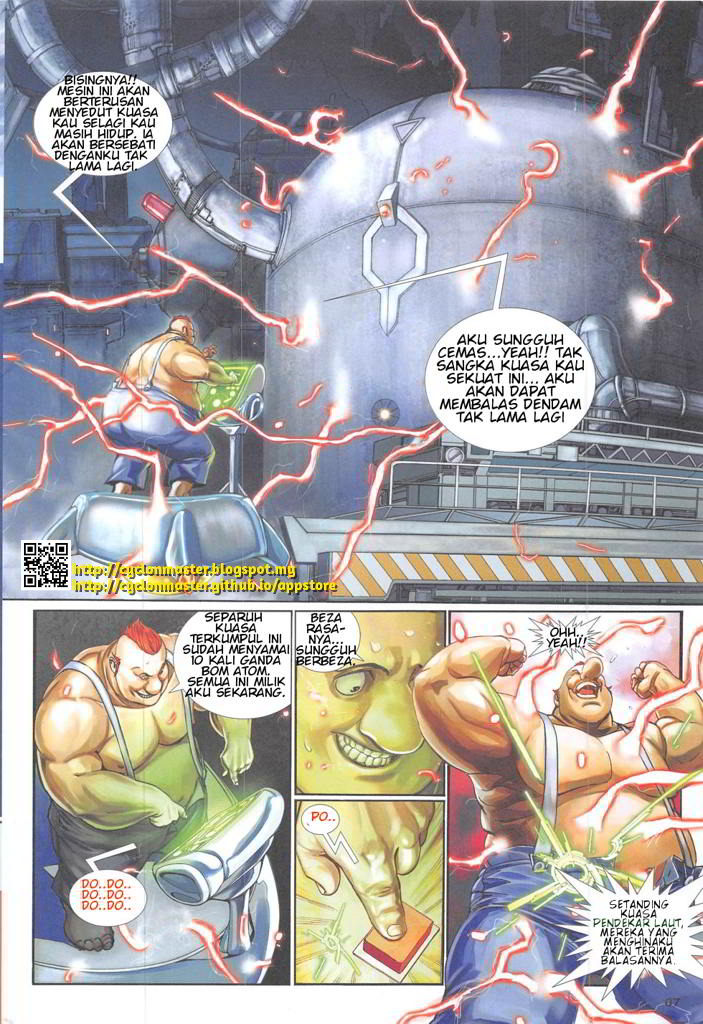 BISINGNYA!!
MESIN INI AKAN
BERTERUSAN
MENYEDUT KUASA
KAU SELAGI KAU
MASIH HIDUP. IA
AKAN BERSEBATI
DENGANKU TAK
LAMA LAGI.
AKU SUNGGUH
CEMAS...YEAH!! TAK
SANGKA KUASA KAU
SEKUAT INI... AKU
AKAN DAPAT
MEMBALAS DENDAM
TAK LAMA LAGI
http://cyclonmaster.blogspot.my
http://cyclonmaster.github.io/appstore
SEPARUH
KUASA
TERKUMPUL INI
SUDAH MENYAMAI
10 KALI GANDA
BOM ATOM.
SEMUA INI MILIK
AKU SEKARANG.
DO..DO..
DO..DO..
DO..DO..
BEZA
RASA-
NYA...
SUNGGUH
BERBEZA.
DO..
OHH..
YEAH!!
SETANDING
KUASA
PENDEKAR LAUT,
MEREKA YANG
MENGHINAKU
AKAN TERIMA
BALASANNYA.
07